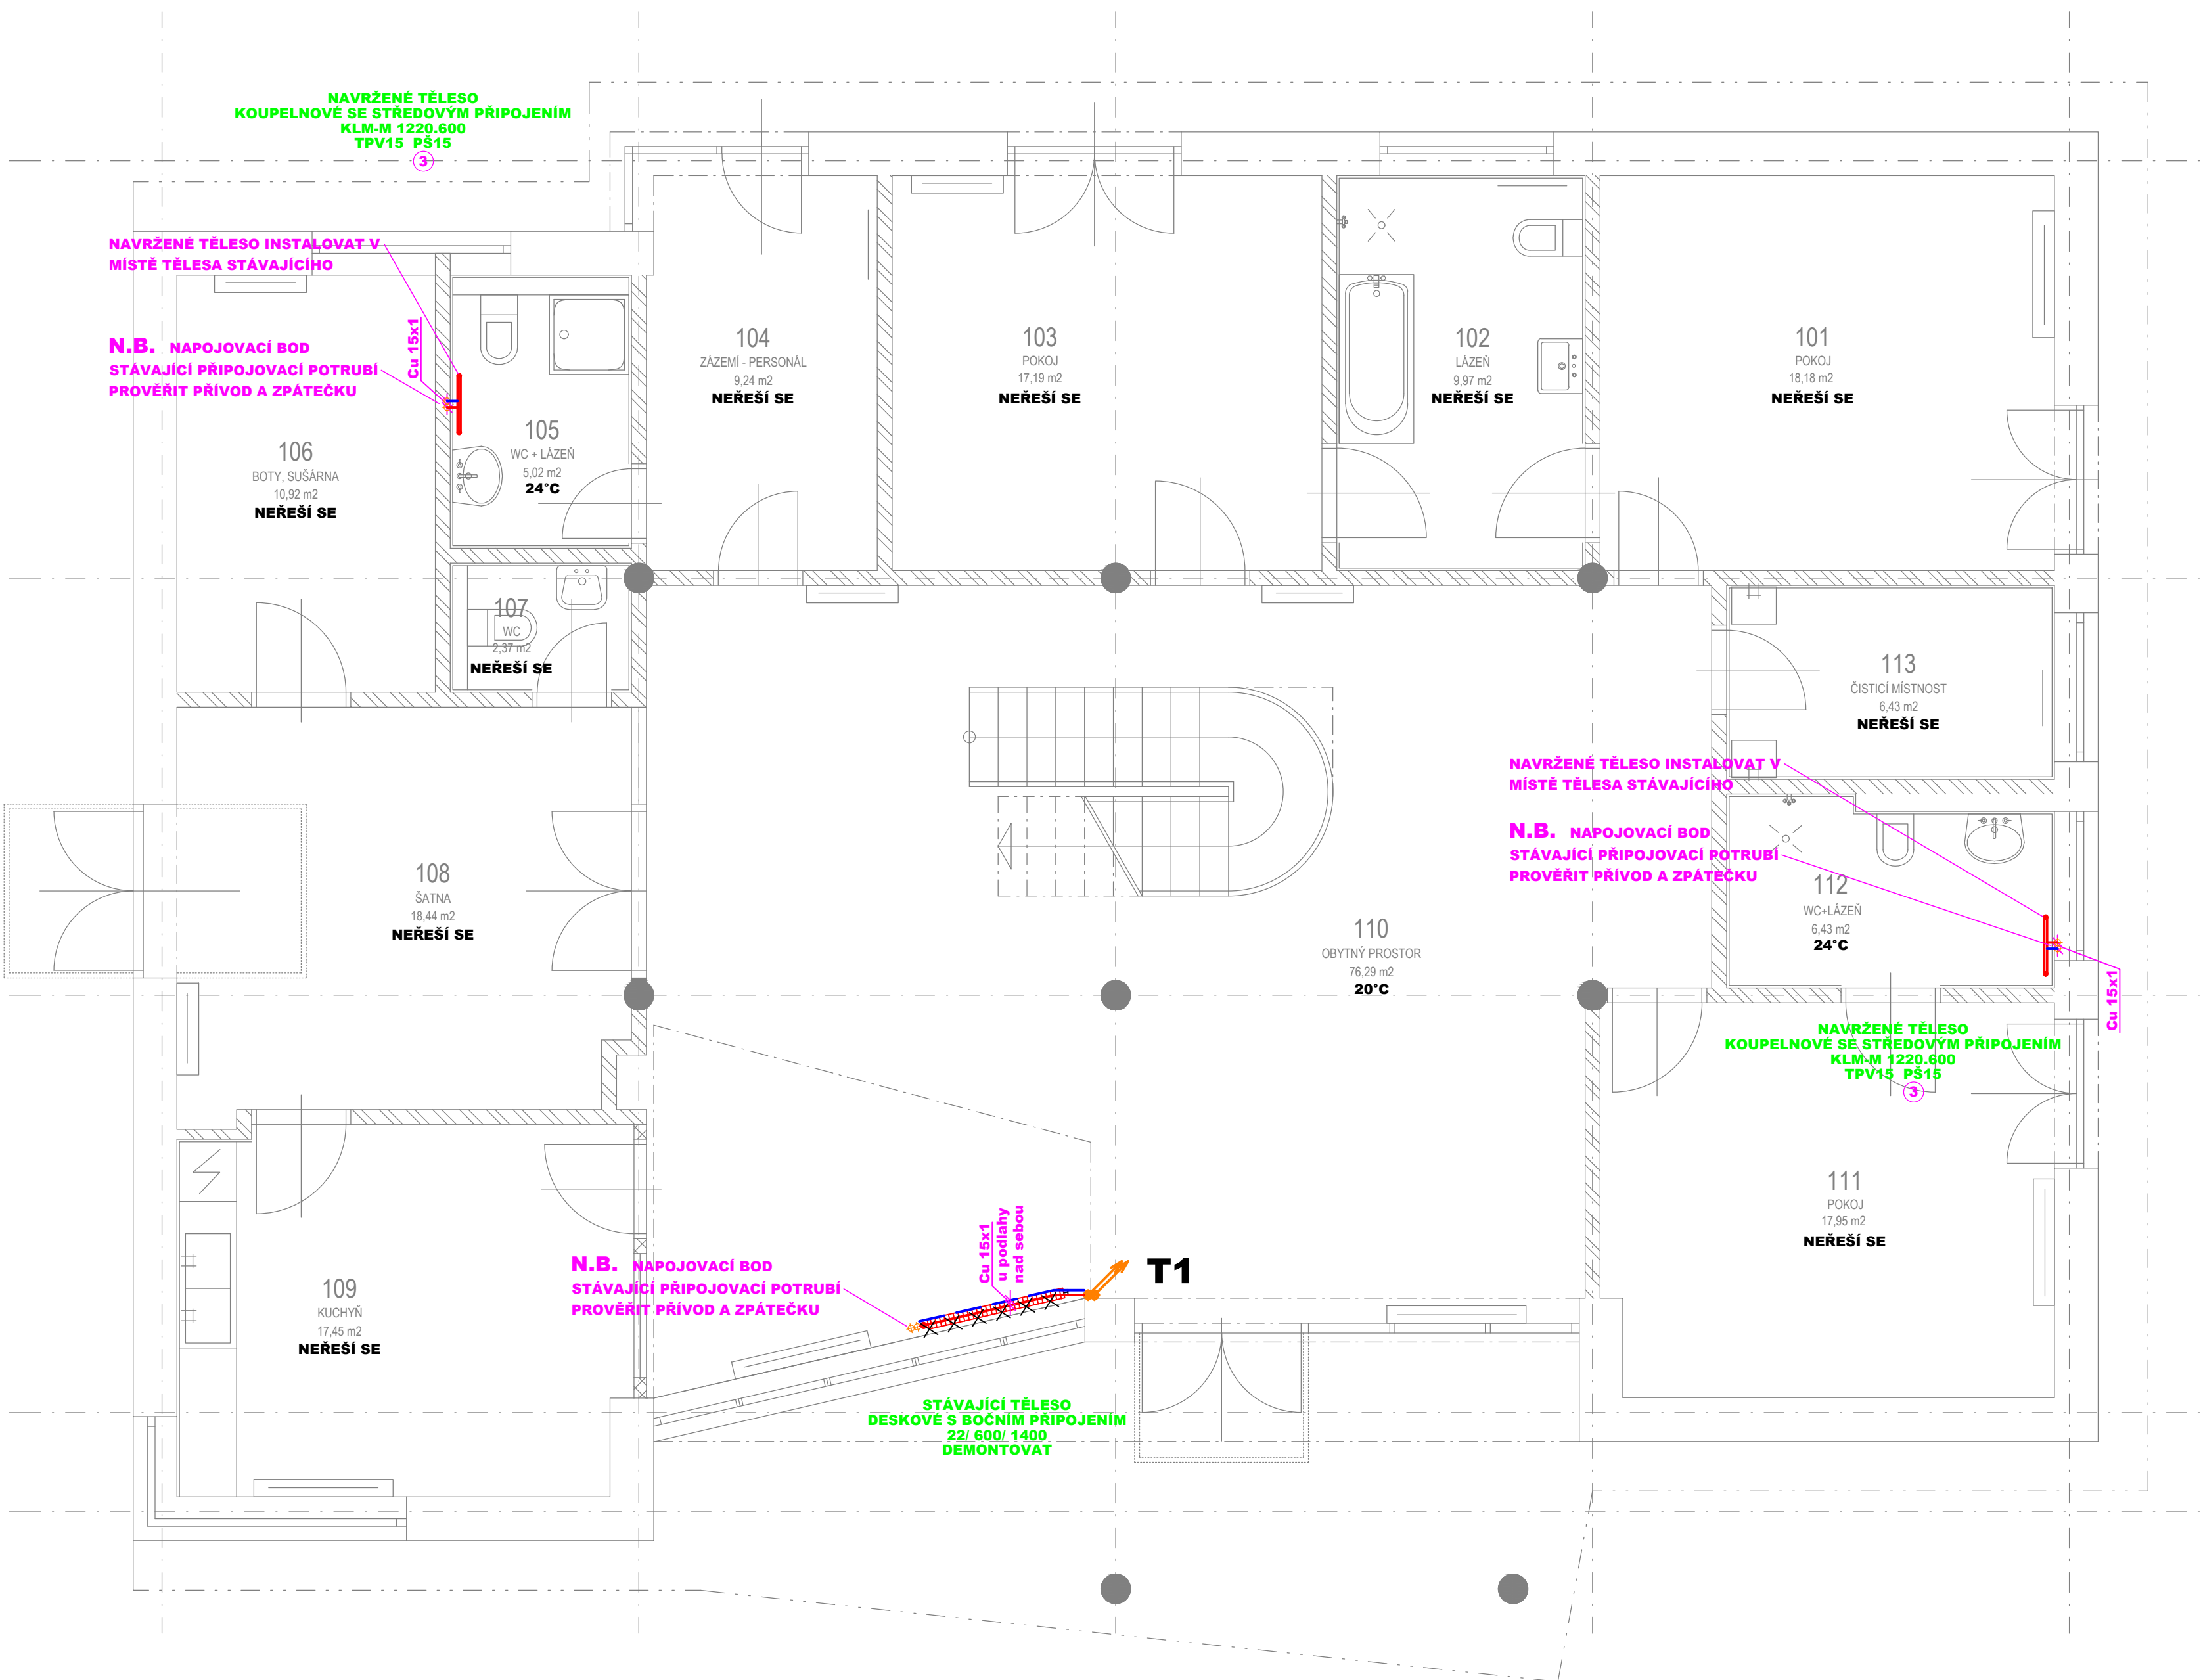 NAVRŽENÉ TĚLESO
KOUPELNOVÉ SE STŘEDOVÝM PŘIPOJENÍM
KLM-M 1220.600
TPV15 PŠ15
3
NAVRŽENÉ TĚLESO INSTALOVAT V
MÍSTĚ TĚLESA STÁVAJÍCÍHO
N.B. NAPOJOVACÍ BOD
STÁVAJÍCÍ PŘIPOJOVACÍ POTRUBÍ
PROVĚŘIT PŘÍVOD A ZPÁTEČKU
Cu 15x1
106
BOTY, SUŠÁRNA
10,92 m2
NEŘEŠÍ SE
105
WC + LÁZEŇ
5,02 m2
24°C
104
ZÁZEMÍ - PERSONÁL
9,24 m2
NEŘEŠÍ SE
103
POKOJ
17,19 m2
NEŘEŠÍ SE
102
LÁZEŇ
9,97 m2
NEŘEŠÍ SE
101
POKOJ
18,18 m2
NEŘEŠÍ SE
107
WC
2,37 m2
NEŘEŠÍ SE
113
ČISTICÍ MÍSTNOST
6,43 m2
NEŘEŠÍ SE
NAVRŽENÉ TĚLESO INSTALOVAT V
MÍSTĚ TĚLESA STÁVAJÍCÍHO
N.B. NAPOJOVACÍ BOD
STÁVAJÍCÍ PŘIPOJOVACÍ POTRUBÍ
PROVĚŘIT PŘÍVOD A ZPÁTEČKU
112
WC+LÁZEŇ
6,43 m2
24°C
Cu 15x1
108
ŠATNA
18,44 m2
NEŘEŠÍ SE
110
OBYTNÝ PROSTOR
76,29 m2
20°C
NAVRŽENÉ TĚLESO
KOUPELNOVÉ SE STŘEDOVÝM PŘIPOJENÍM
KLM-M 1220.600
TPV15 PŠ15
3
111
POKOJ
17,95 m2
NEŘEŠÍ SE
109
KUCHYŇ
17,45 m2
NEŘEŠÍ SE
N.B. NAPOJOVACÍ BOD
STÁVAJÍCÍ PŘIPOJOVACÍ POTRUBÍ
PROVĚŘIT PŘÍVOD A ZPÁTEČKU
Cu 15x1
u podlahy
nad sebou
T1
STÁVAJÍCÍ TĚLESO
DESKOVÉ S BOČNÍM PŘIPOJENÍM
22/ 600/ 1400
DEMONTOVAT